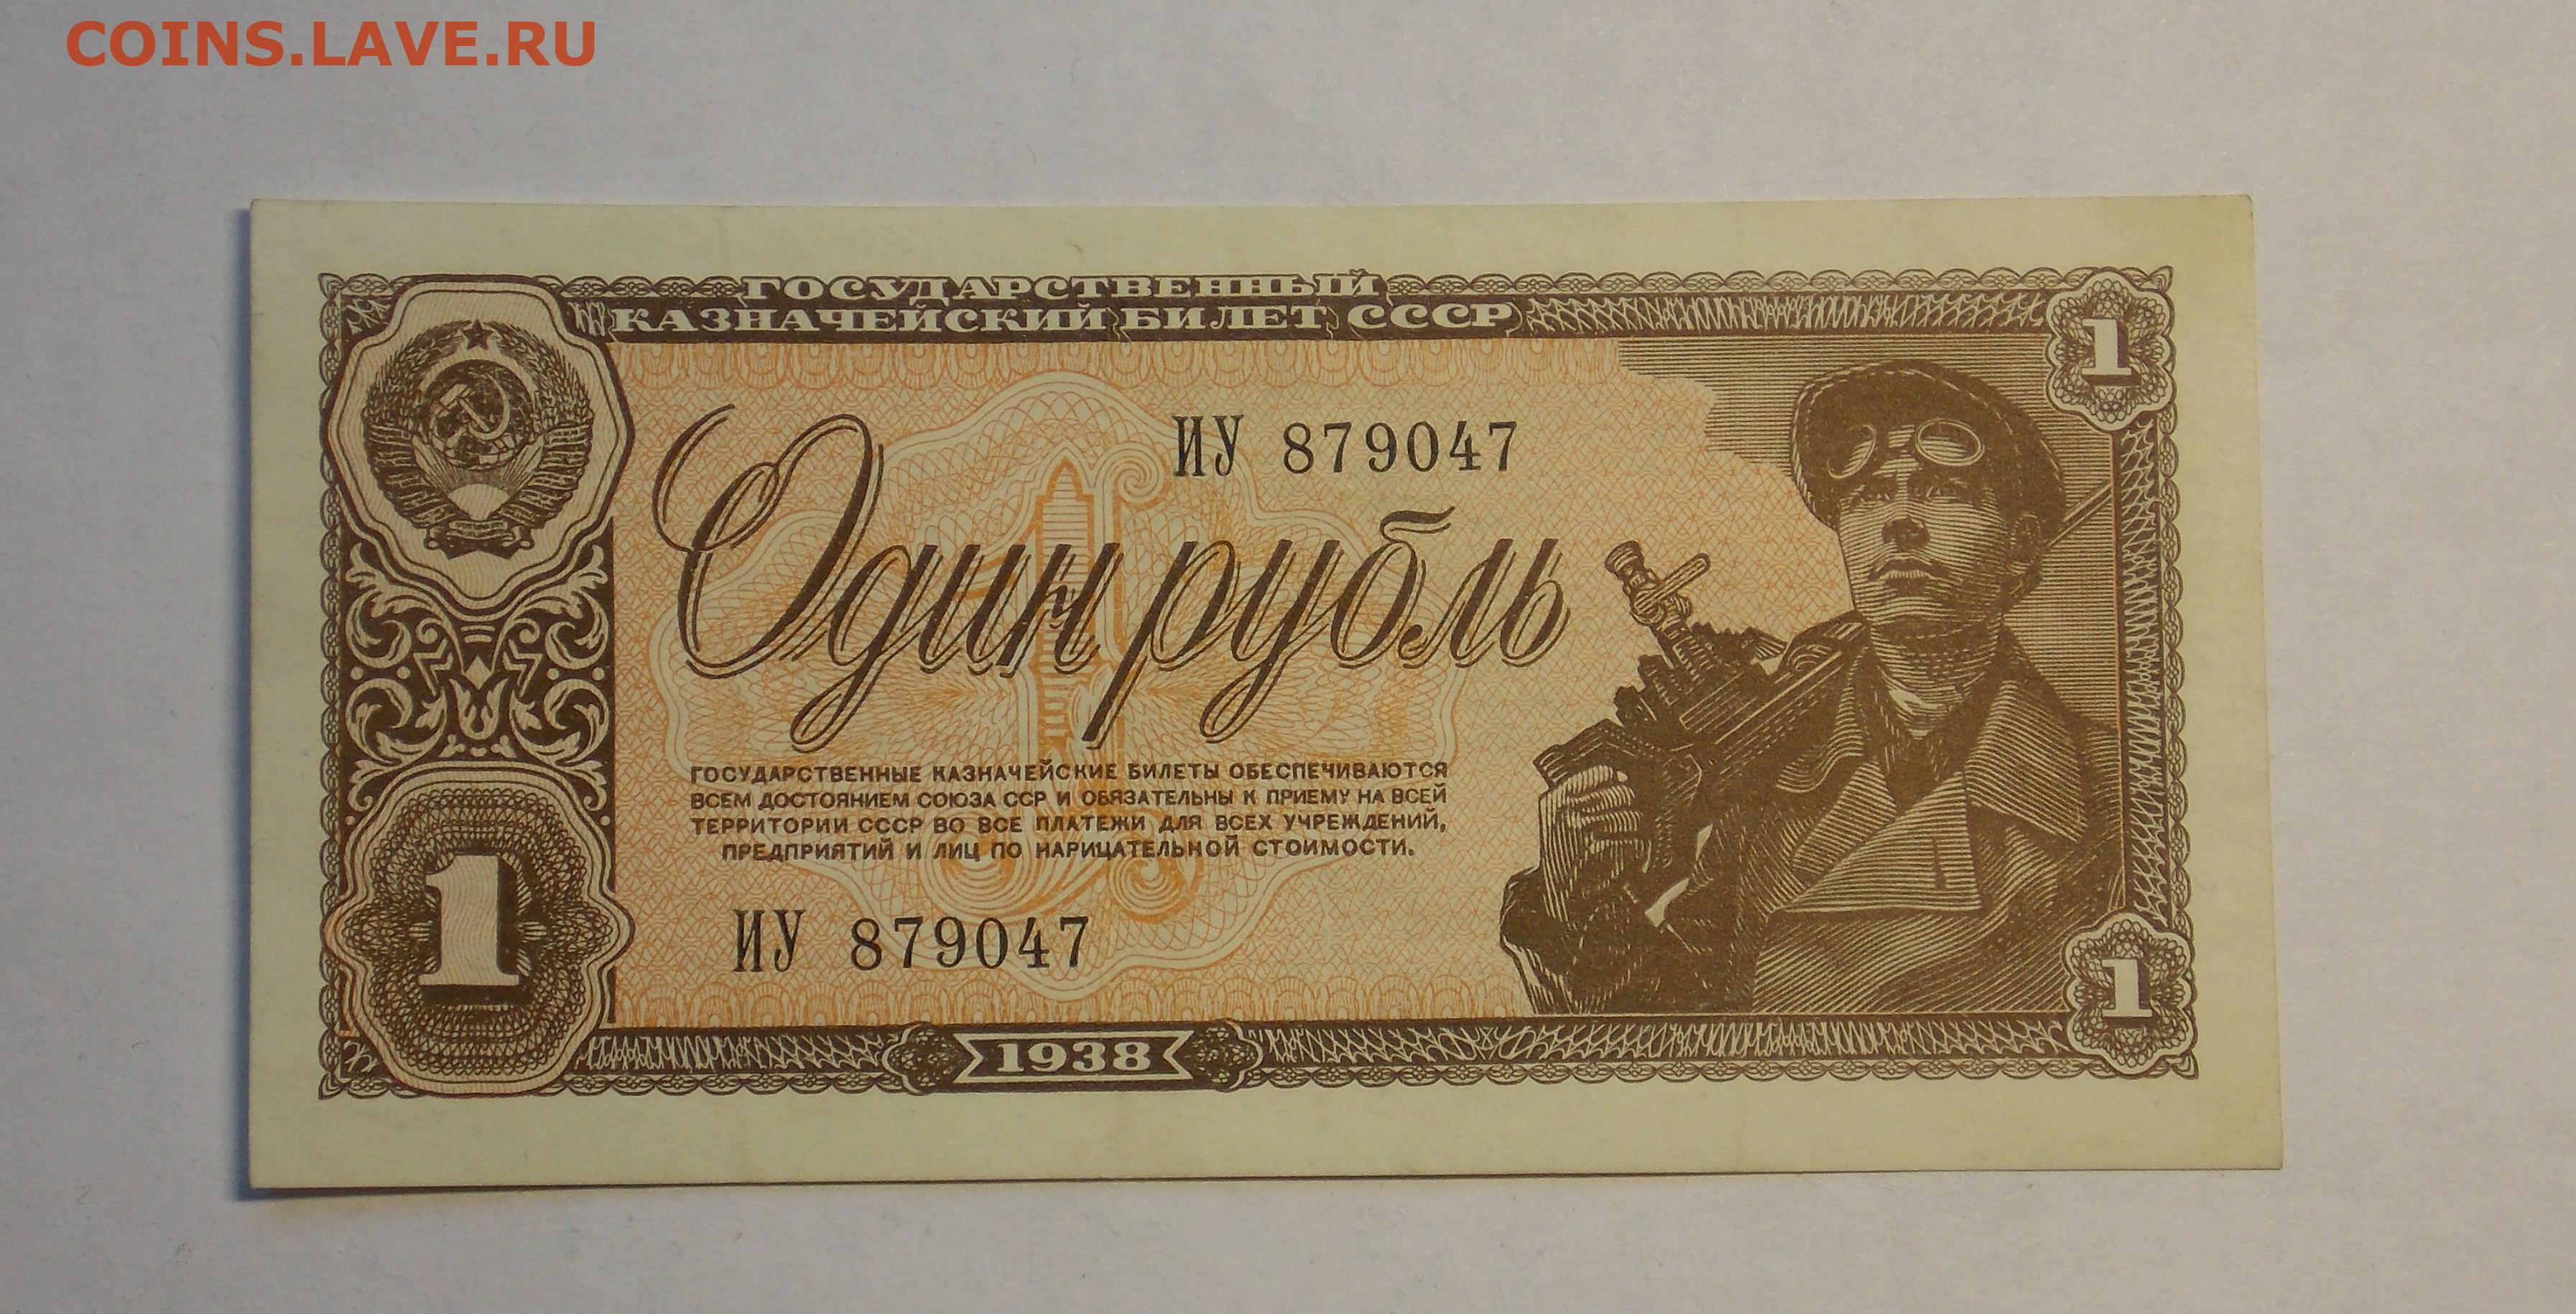 COINS.LAVE.RU
ГОСУДАРСТВЕННЫЙ
КАЗНАЧЕЙСКИЙ БИЛЕТ СССР
1
ИУ 879047
Один рубль
ГОСУДАРСТВЕННЫЕ КАЗНАЧЕЙСКИЕ БИЛЕТЫ ОБЕСПЕЧИВАЮТСЯ
ВСЕМ ДОСТОЯНИЕМ СОЮЗА ССР И ОБЯЗАТЕЛЬНЫ К ПРИЕМУ НА ВСЕЙ
ТЕРРИТОРИИ СССР ВО ВСЕ ПЛАТЕЖИ ДЛЯ ВСЕХ УЧРЕЖДЕНИЙ,
ПРЕДПРИЯТИЙ И ЛИЦ ПО НАРИЦАТЕЛЬНОЙ СТОИМОСТИ.
1
ИУ 879047
1
1938